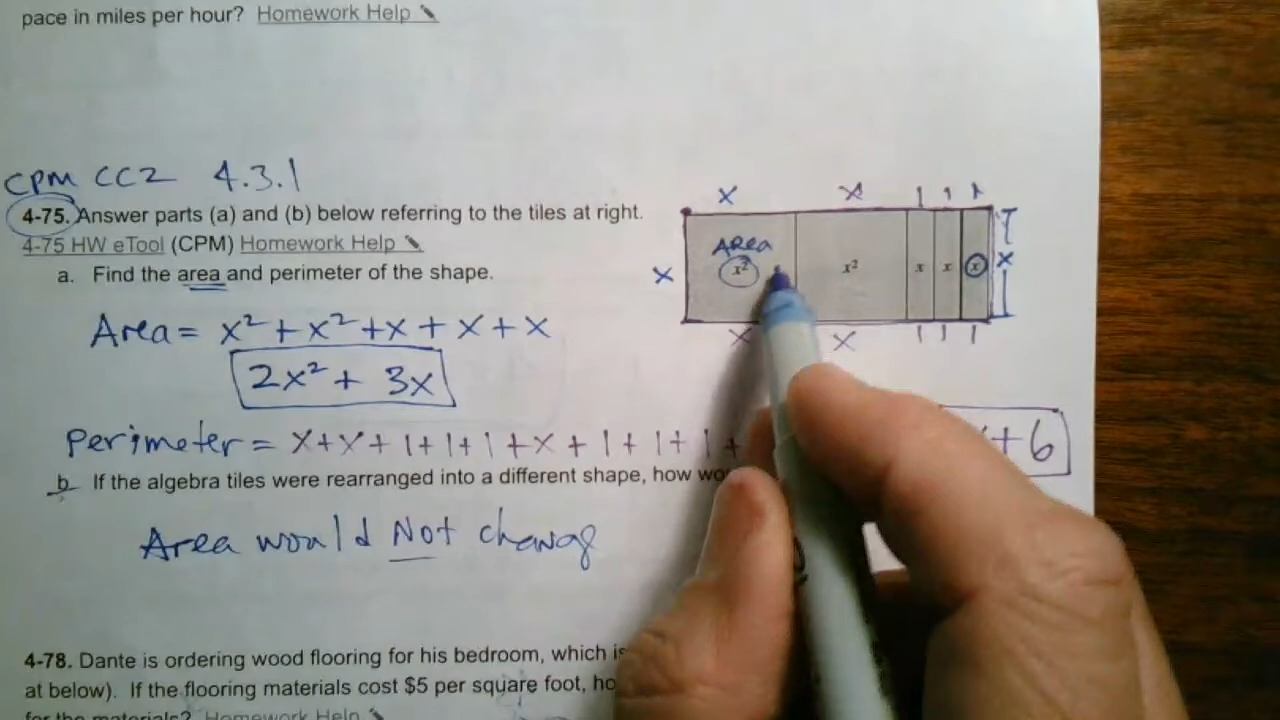 pace in miles per hour? Homework Help ✎
CPM CC2 4.3.1
4-75. Answer parts (a) and (b) below referring to the tiles at right.
4-75 HW eTool (CPM) Homework Help ✎
a. Find the area and perimeter of the shape.
x x 1 1 1
x AREA x² x² x x x x
x x 1 1 1
Area = x² + x² + x + x + x
2x² + 3x
Perimeter = x + x + 1 + 1 + 1 + x + 1 + 1 + 1 + + 6
b. If the algebra tiles were rearranged into a different shape, how
Area would Not change
4-78. Dante is ordering wood flooring for his bedroom, which is
at below). If the flooring materials cost $5 per square foot,
for the materials? Homework Help ✎